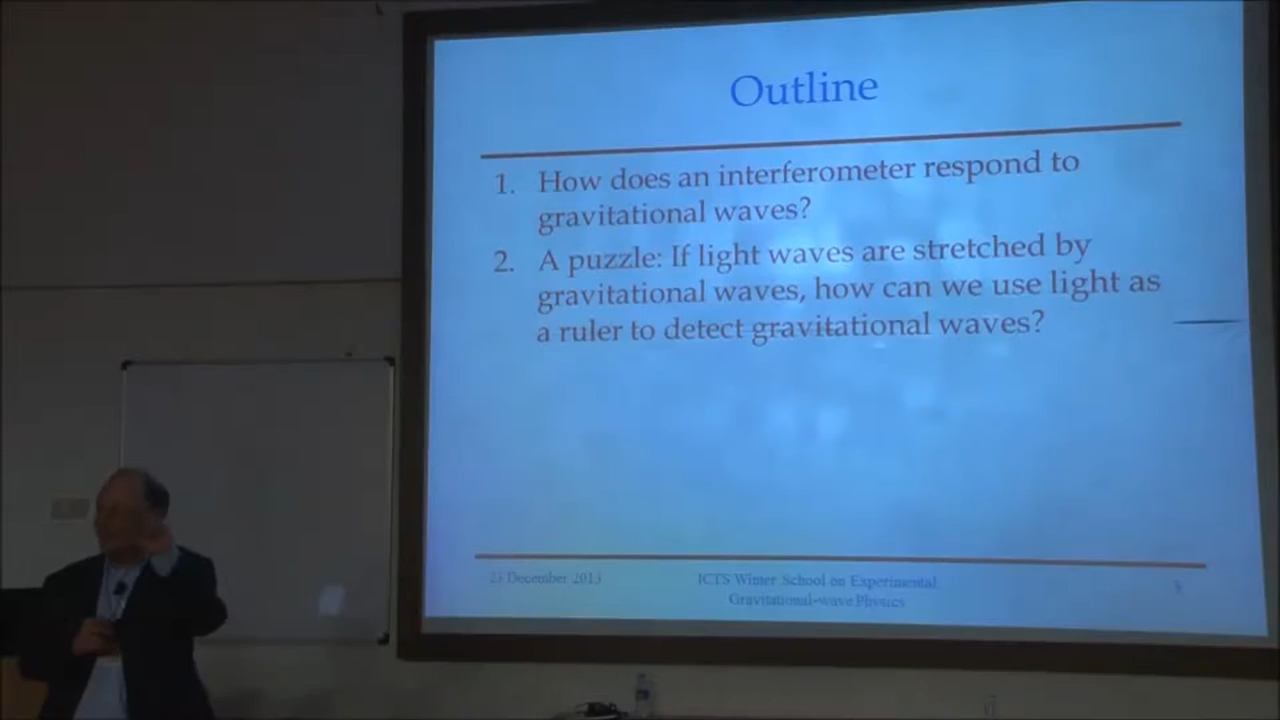 Outline
1. How does an interferometer respond to
gravitational waves?
2. A puzzle: If light waves are stretched by
gravitational waves, how can we use light as
a ruler to detect gravitational waves?
23 December 2013
ICTS Winter School on Experimental
Gravitational-wave Physics